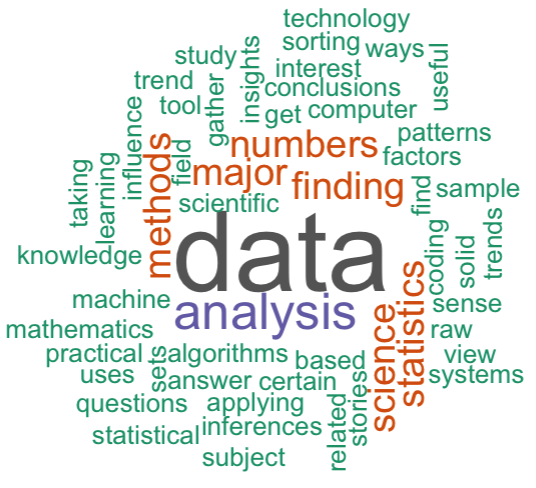 technology
sorting
ways
study
insights
interest
useful
trend
gather
conclusions
tool
get
computer
influence
numbers
patterns
methods
field
major
finding
factors
taking
learning
scientific
find
sample
data
knowledge
coding
solid
trends
machine
analysis
statistics
sense
mathematics
science
raw
practical
sets
algorithms
based
view
uses
answer
certain
stories
systems
questions
applying
related
statistical
inferences
subject